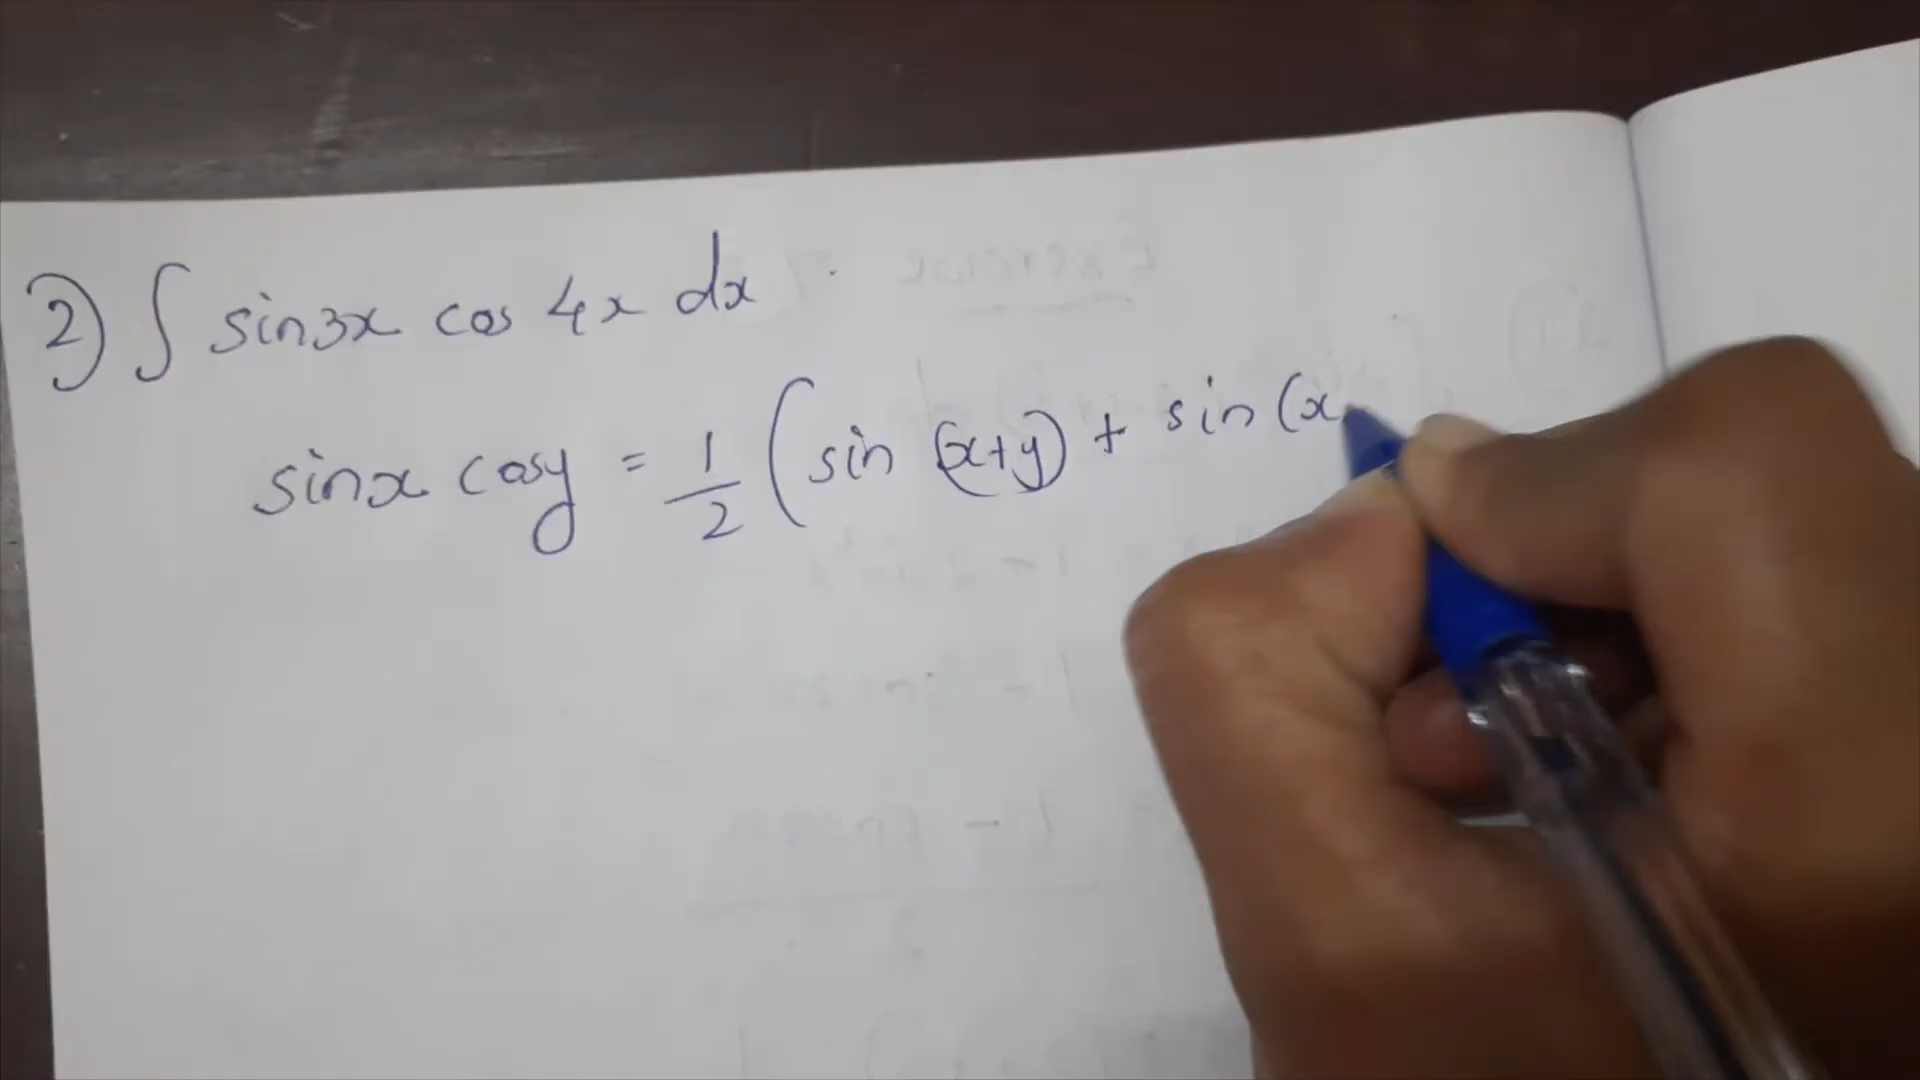 2) ∫ sin3x cos 4x dx
sinx cosy = 1/2 (sin (x+y) + sin (x